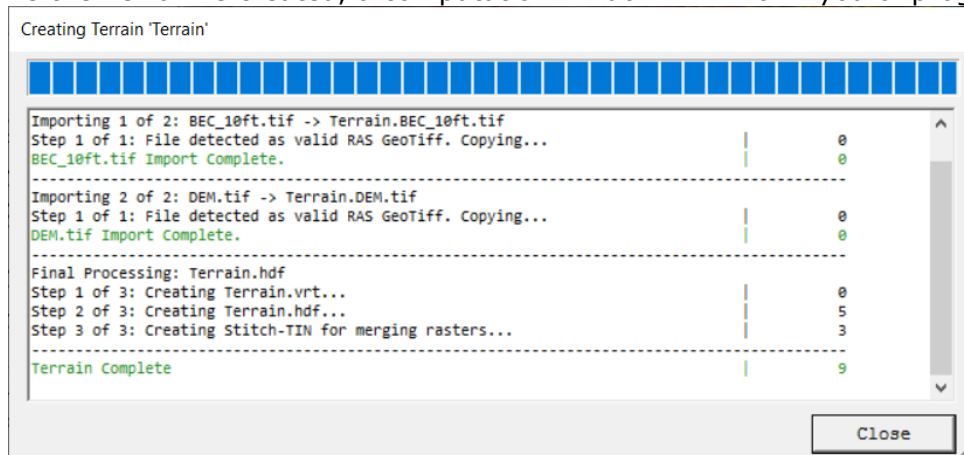 Creating Terrain 'Terrain'
Importing 1 of 2: BEC_10ft.tif -> Terrain.BEC_10ft.tif
Step 1 of 1: File detected as valid RAS GeoTiff. Copying... | 0
BEC_10ft.tif Import Complete. | 0
Importing 2 of 2: DEM.tif -> Terrain.DEM.tif
Step 1 of 1: File detected as valid RAS GeoTiff. Copying... | 0
DEM.tif Import Complete. | 0
Final Processing: Terrain.hdf
Step 1 of 3: Creating Terrain.vrt... | 0
Step 2 of 3: Creating Terrain.hdf... | 5
Step 3 of 3: Creating Stitch-TIN for merging rasters... | 3
Terrain Complete | 9
Close